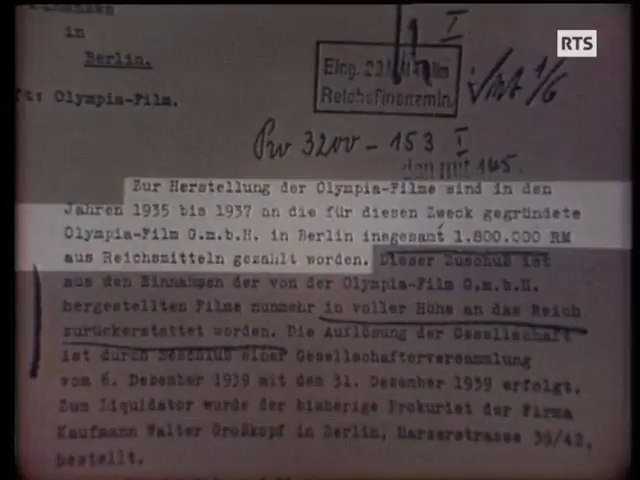 in
Berlin.
RTS
Reichsfinanzmin.
Olympia-Film.
3200 - 153 I
Zur Herstellung der Olympia-Filme sind in den
Jahren 1935 bis 1937 an die für diesen Zweck gegründete
Olympia-Film G.m.b.H. in Berlin insgesamt 1.800.000 RM
aus Reichsmitteln gezahlt worden. Dieser Zuschuß ist
aus den Einnahmen der von der Olympia-Film G.m.b.H.
hergestellten Filme nunmehr in voller Höhe an das Reich
zurückerstattet worden. Die Auflösung der Gesellschaft
ist durch Beschluß einer Gesellschafterversammlung
vom 6. Dezember 1939 mit dem 31. Dezember 1939 erfolgt.
Zum Liquidator wurde der bisherige Prokurist der Firma
Kaufmann Walter Großkopf in Berlin, Harzerstrasse 39/42,
bestellt.